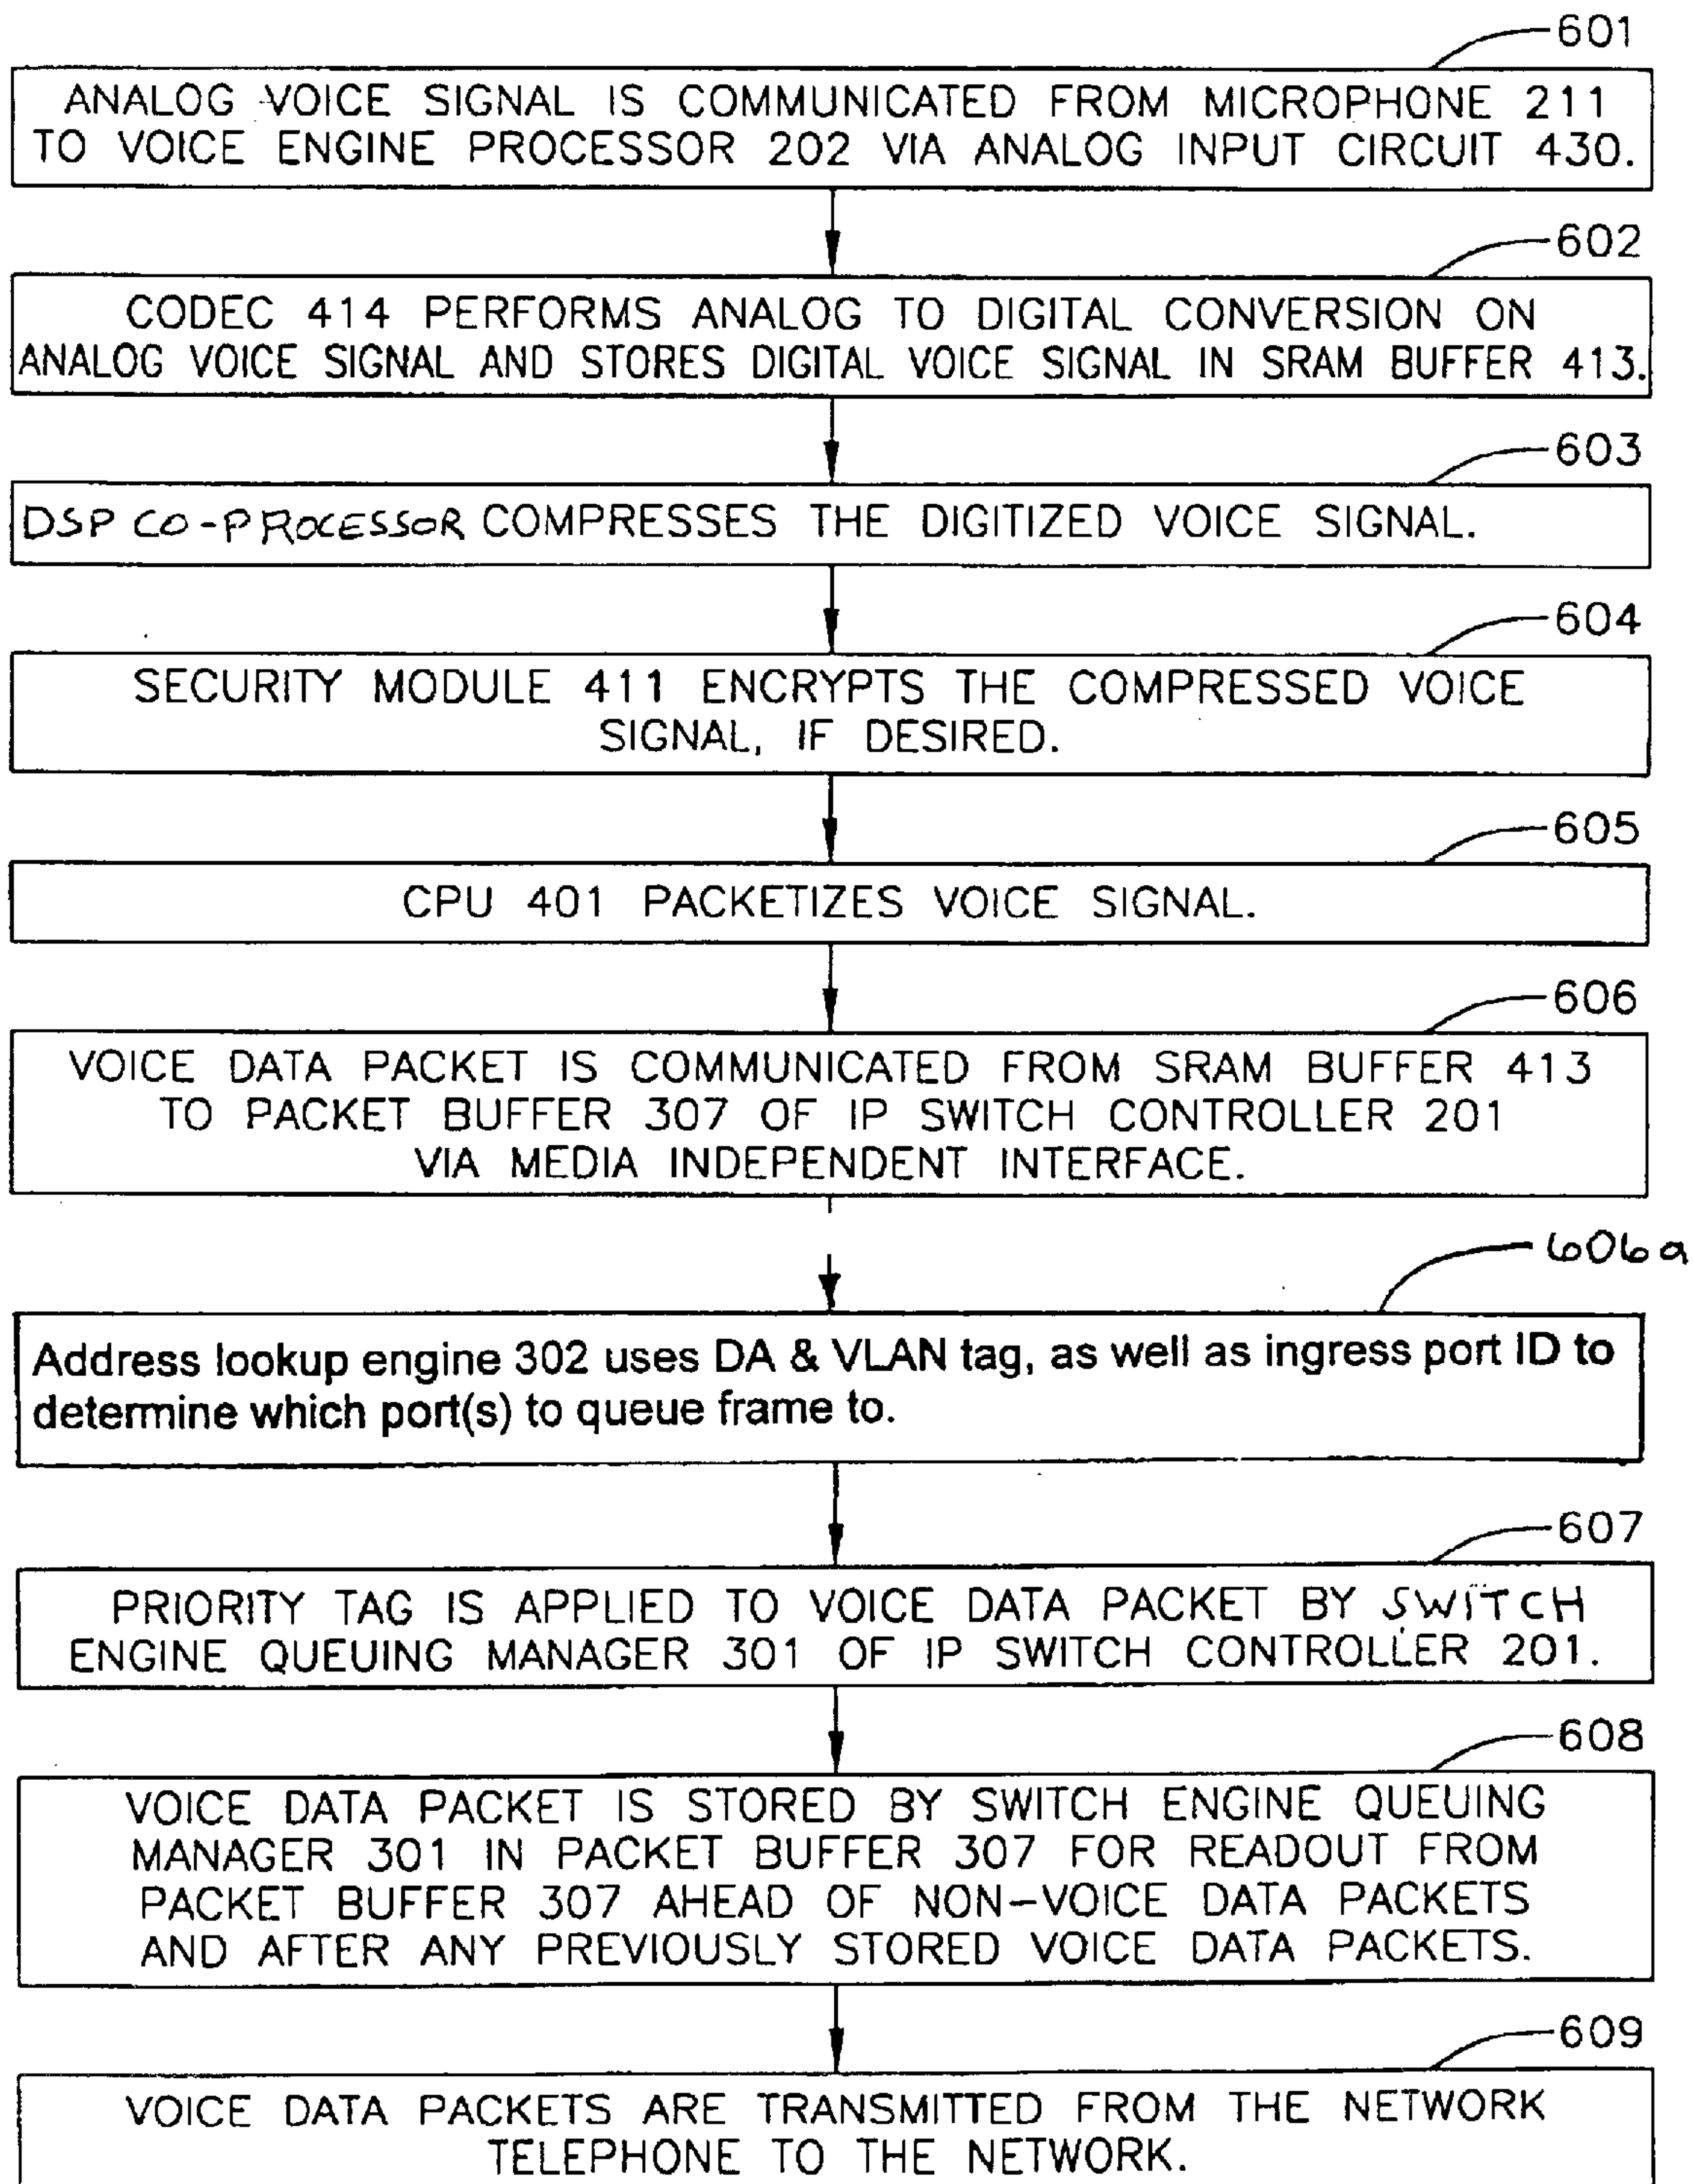 601
ANALOG VOICE SIGNAL IS COMMUNICATED FROM MICROPHONE 211
TO VOICE ENGINE PROCESSOR 202 VIA ANALOG INPUT CIRCUIT 430.
602
CODEC 414 PERFORMS ANALOG TO DIGITAL CONVERSION ON
ANALOG VOICE SIGNAL AND STORES DIGITAL VOICE SIGNAL IN SRAM BUFFER 413.
603
DSP CO-PROCESSOR COMPRESSES THE DIGITIZED VOICE SIGNAL.
604
SECURITY MODULE 411 ENCRYPTS THE COMPRESSED VOICE
SIGNAL, IF DESIRED.
605
CPU 401 PACKETIZES VOICE SIGNAL.
606
VOICE DATA PACKET IS COMMUNICATED FROM SRAM BUFFER 413
TO PACKET BUFFER 307 OF IP SWITCH CONTROLLER 201
VIA MEDIA INDEPENDENT INTERFACE.
606a
Address lookup engine 302 uses DA & VLAN tag, as well as ingress port ID to
determine which port(s) to queue frame to.
607
PRIORITY TAG IS APPLIED TO VOICE DATA PACKET BY SWITCH
ENGINE QUEUING MANAGER 301 OF IP SWITCH CONTROLLER 201.
608
VOICE DATA PACKET IS STORED BY SWITCH ENGINE QUEUING
MANAGER 301 IN PACKET BUFFER 307 FOR READOUT FROM
PACKET BUFFER 307 AHEAD OF NON-VOICE DATA PACKETS
AND AFTER ANY PREVIOUSLY STORED VOICE DATA PACKETS.
609
VOICE DATA PACKETS ARE TRANSMITTED FROM THE NETWORK
TELEPHONE TO THE NETWORK.